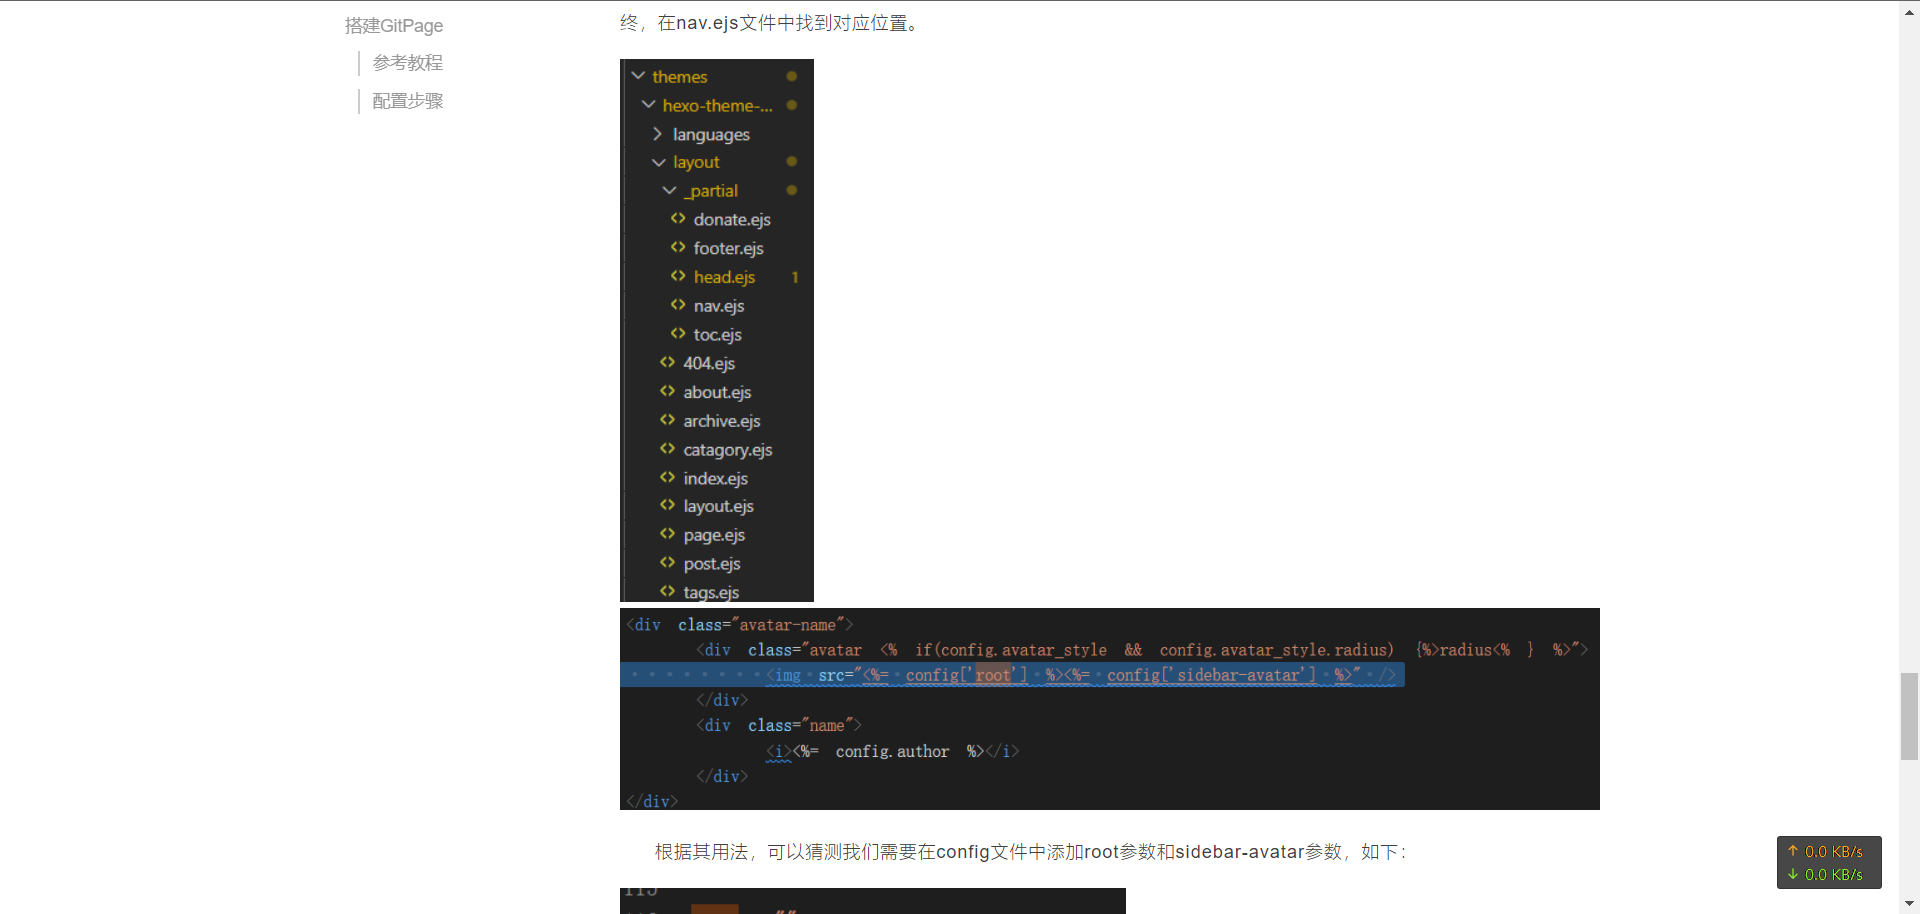 搭建GitPage
参考教程
配置步骤
终，在nav.ejs文件中找到对应位置。
themes
hexo-theme-...
languages
layout
_partial
donate.ejs
footer.ejs
head.ejs 1
nav.ejs
toc.ejs
404.ejs
about.ejs
archive.ejs
catagory.ejs
index.ejs
layout.ejs
page.ejs
post.ejs
tags.ejs
<div class="avatar-name">
<div class="avatar <% if(config.avatar_style && config.avatar_style.radius) {%>radius<% } %>">
<img src="<%= config['root'] %><%= config['sidebar-avatar'] %>" />
</div>
<div class="name">
<i><%= config.author %></i>
</div>
</div>
根据其用法，可以猜测我们需要在config文件中添加root参数和sidebar-avatar参数，如下：
↑ 0.0 KB/s
↓ 0.0 KB/s